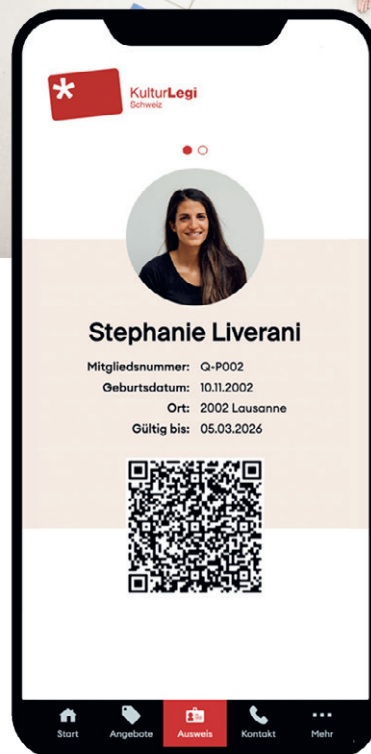 KulturLegi
Schweiz
Stephanie Liverani
Mitgliedsnummer: Q-P002
Geburtsdatum: 10.11.2002
Ort: 2002 Lausanne
Gültig bis: 05.03.2026
Start Angebote Ausweis Kontakt Mehr